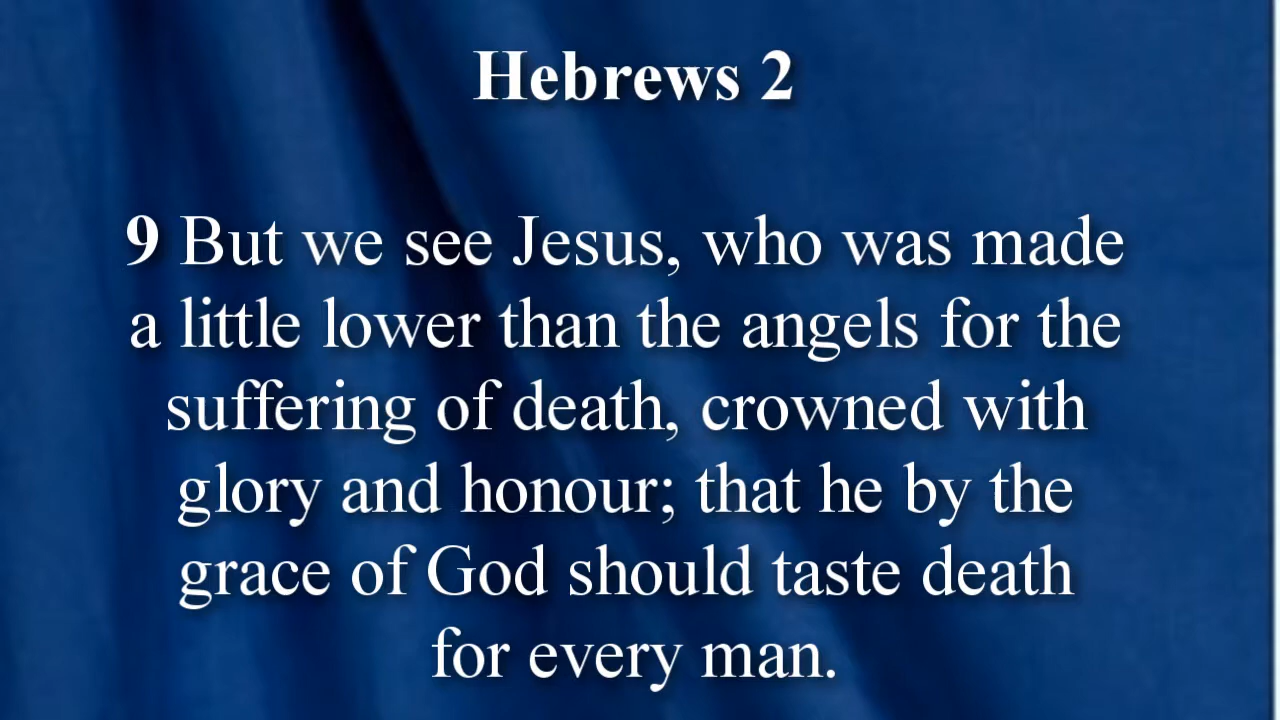 Hebrews 2
9 But we see Jesus, who was made
a little lower than the angels for the
suffering of death, crowned with
glory and honour; that he by the
grace of God should taste death
for every man.